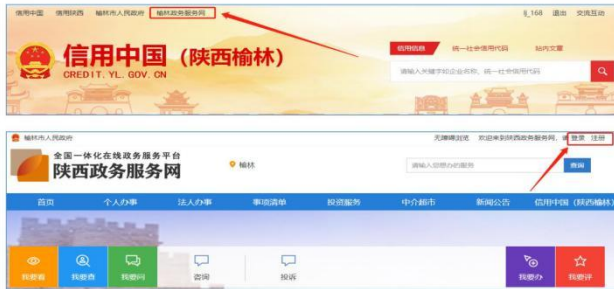 信用中国 信用陕西 榆林市人民政府 榆林政务服务网 退出 交流互动
信用中国（陕西榆林）
CREDIT. YL. GOV. CN
信用信息 统一社会信用代码 站内文章
请输入关键字如企业名称、统一社会信用代码
榆林市人民政府 无障碍浏览 欢迎来到陕西政务服务网，请 登录 注册
全国一体化在线政务服务平台
陕西政务服务网
榆林
请输入您想办的服务 查询
首页 个人办事 法人办事 事项清单 投资服务 中介超市 新闻公告 信用中国（陕西榆林）
我要看 我要查 我要问 咨询 投诉 我要办 我要评